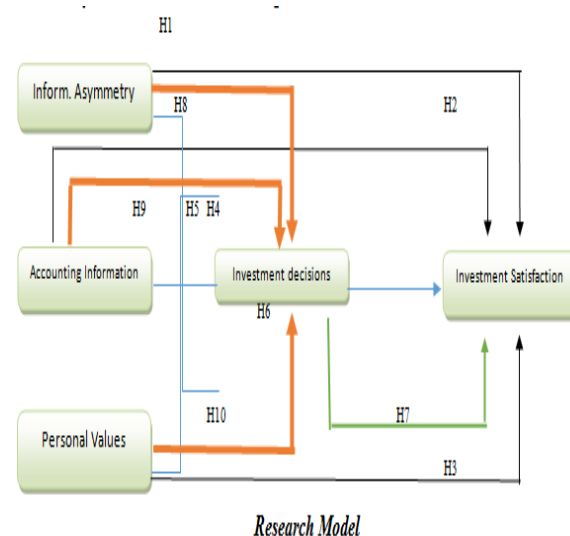 H1
Inform. Asymmetry
H8
H2
H9
H5 H4
Accounting Information
Investment decisions
Investment Satisfaction
H6
H10
H7
Personal Values
H3
Research Model